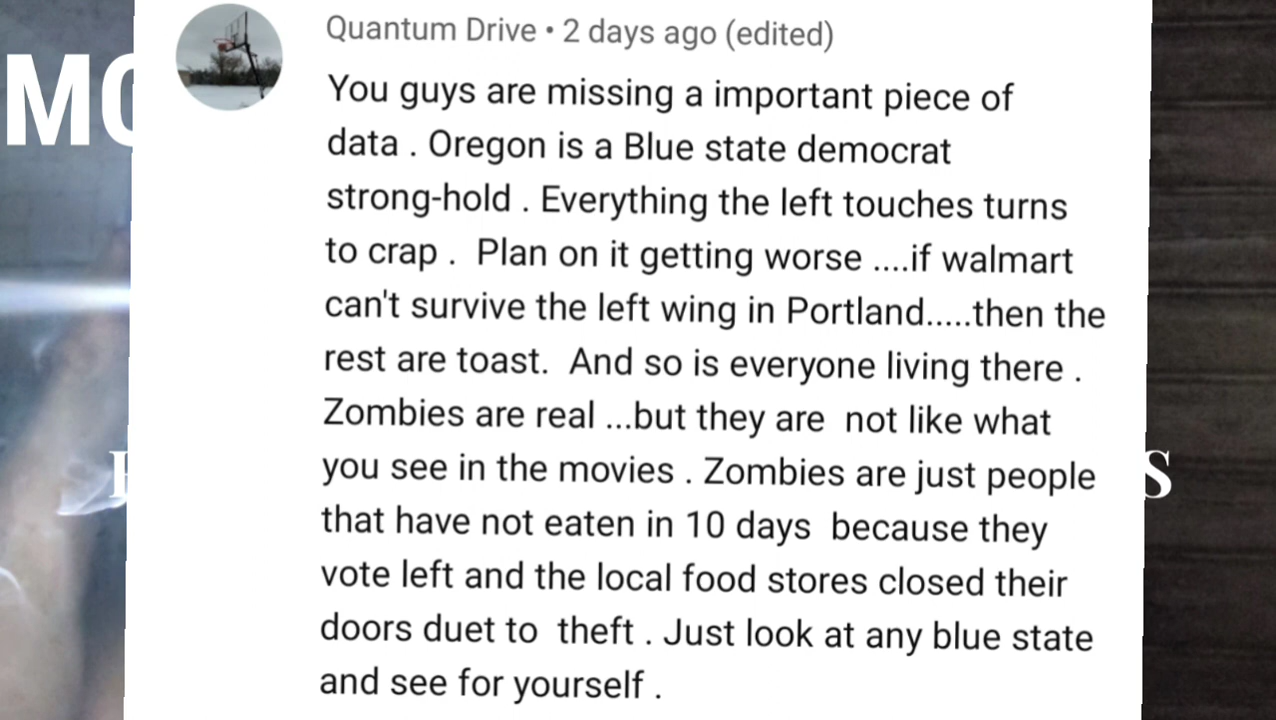 MO
Quantum Drive • 2 days ago (edited)
You guys are missing a important piece of
data . Oregon is a Blue state democrat
strong-hold . Everything the left touches turns
to crap .  Plan on it getting worse ....if walmart
can't survive the left wing in Portland.....then the
rest are toast.  And so is everyone living there .
Zombies are real ...but they are  not like what
you see in the movies . Zombies are just people
that have not eaten in 10 days  because they
vote left and the local food stores closed their
doors duet to  theft . Just look at any blue state
and see for yourself .